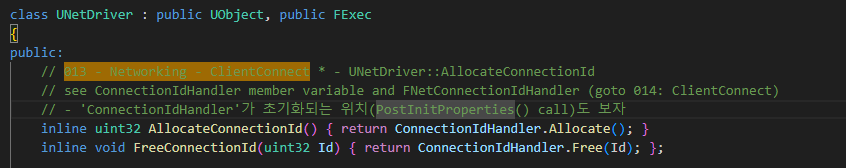 class UNetDriver : public UObject, public FExec
{
public:
    // 013 - Networking - ClientConnect * - UNetDriver::AllocateConnectionId
    // see ConnectionIdHandler member variable and FNetConnectionIdHandler (goto 014: ClientConnect)
    // - 'ConnectionIdHandler'가 초기화되는 위치(PostInitProperties() call)도 보자
    inline uint32 AllocateConnectionId() { return ConnectionIdHandler.Allocate(); }
    inline void FreeConnectionId(uint32 Id) { return ConnectionIdHandler.Free(Id); };